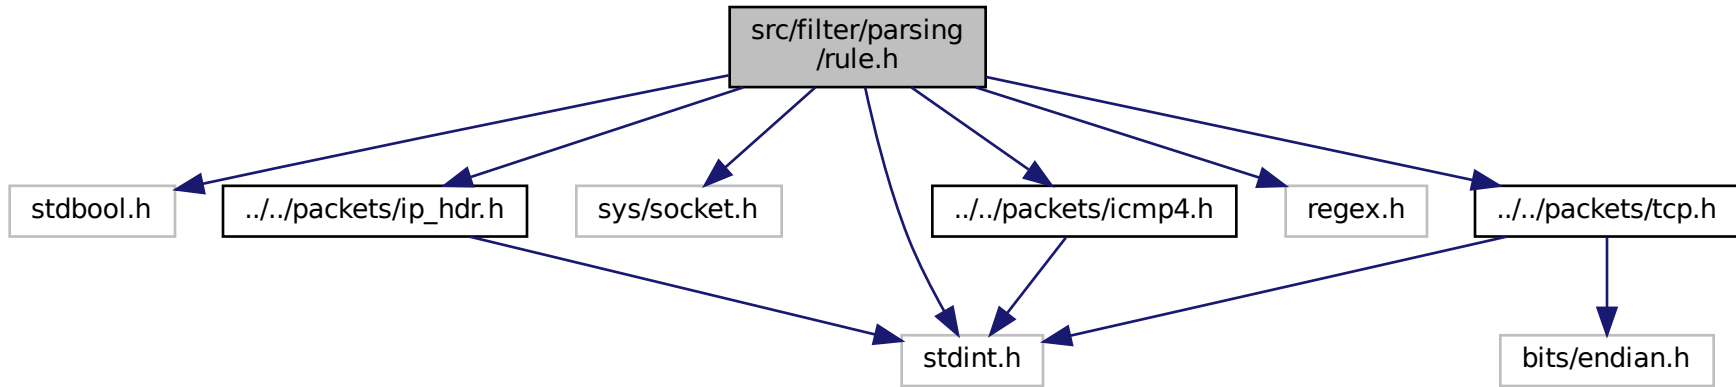 src/filter/parsing
/rule.h
stdbool.h
../../packets/ip_hdr.h
sys/socket.h
../../packets/icmp4.h
regex.h
../../packets/tcp.h
stdint.h
bits/endian.h